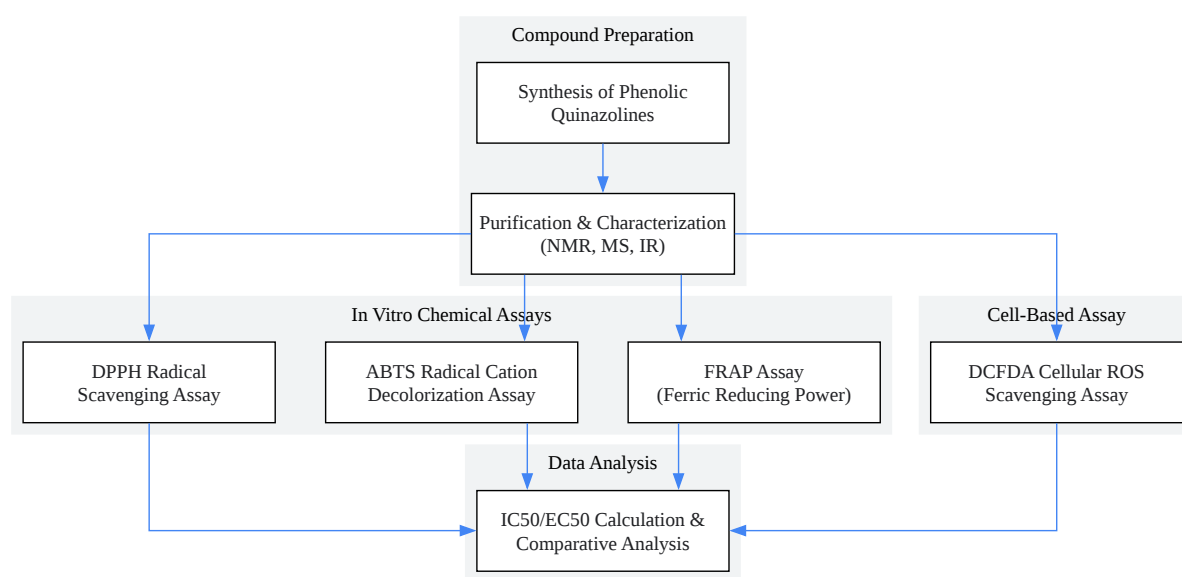 Compound Preparation
Synthesis of Phenolic
Quinazolines
Purification & Characterization
(NMR, MS, IR)
In Vitro Chemical Assays
Cell-Based Assay
DPPH Radical
Scavenging Assay
ABTS Radical Cation
Decolorization Assay
FRAP Assay
(Ferric Reducing Power)
DCFDA Cellular ROS
Scavenging Assay
Data Analysis
IC50/EC50 Calculation &
Comparative Analysis